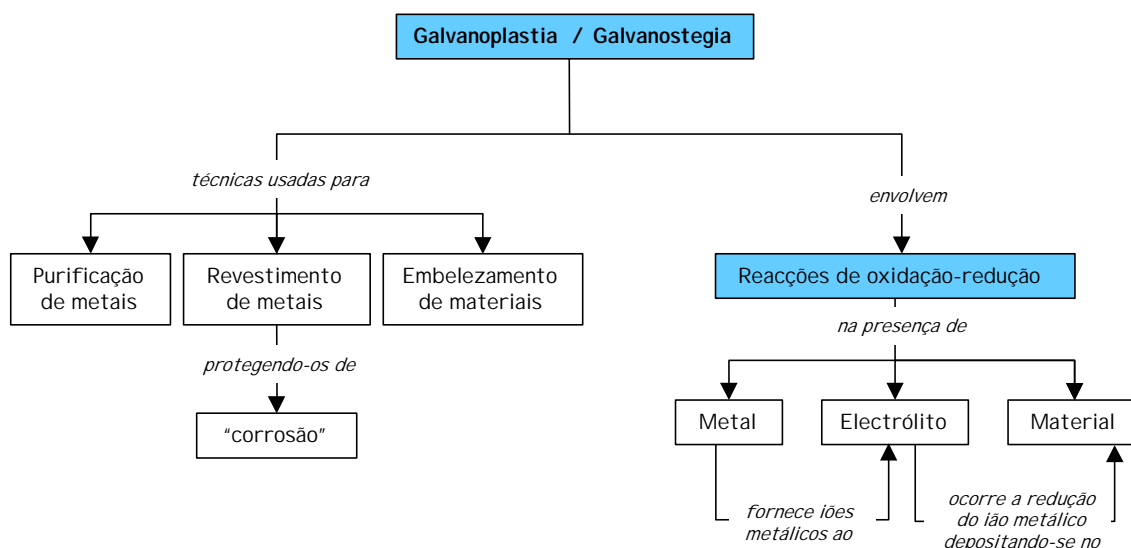 Galvanoplastia / Galvanostegia
técnicas usadas para
envolvem
Purificação
de metais
Revestimento
de metais
Embelezamento
de materiais
Reacções de oxidação-redução
protegendo-os de
na presença de
“corrosão”
Metal
Electrólito
Material
fornece iões
metálicos ao
ocorre a redução
do ião metálico
depositando-se no